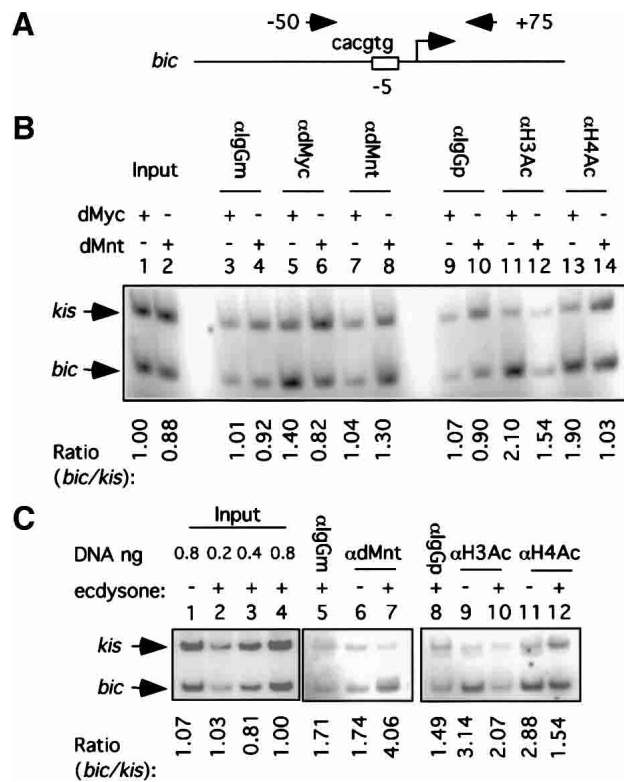 A
-50
+75
cacgtg
bic
-5
B
Input
αIgGm
αdMyc
αdMnt
αIgGp
αH3Ac
αH4Ac
dMyc + - + - + - + - + - + - + -
dMnt - + - + - + - + - + - + - +
1 2 3 4 5 6 7 8 9 10 11 12 13 14
kis
bic
Ratio (bic/kis): 1.00 0.88 1.01 0.92 1.40 0.82 1.04 1.30 1.07 0.90 2.10 1.54 1.90 1.03
C
Input
αIgGm
αdMnt
αIgGp
αH3Ac
αH4Ac
DNA ng 0.8 0.2 0.4 0.8
ecdysone: - + + + + - + + - + - +
1 2 3 4 5 6 7 8 9 10 11 12
kis
bic
Ratio (bic/kis): 1.07 1.03 0.81 1.00 1.71 1.74 4.06 1.49 3.14 2.07 2.88 1.54